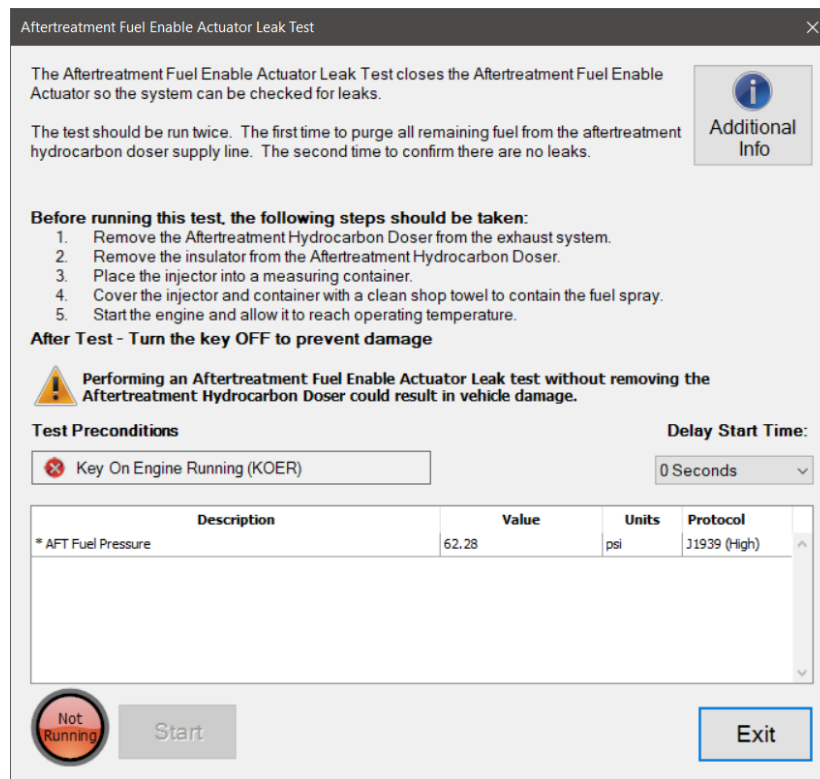 Aftertreatment Fuel Enable Actuator Leak Test
The Aftertreatment Fuel Enable Actuator Leak Test closes the Aftertreatment Fuel Enable
Actuator so the system can be checked for leaks.
The test should be run twice. The first time to purge all remaining fuel from the aftertreatment
hydrocarbon doser supply line. The second time to confirm there are no leaks.
Additional
Info
Before running this test, the following steps should be taken:
1. Remove the Aftertreatment Hydrocarbon Doser from the exhaust system.
2. Remove the insulator from the Aftertreatment Hydrocarbon Doser.
3. Place the injector into a measuring container.
4. Cover the injector and container with a clean shop towel to contain the fuel spray.
5. Start the engine and allow it to reach operating temperature.
After Test - Turn the key OFF to prevent damage
Performing an Aftertreatment Fuel Enable Actuator Leak test without removing the
Aftertreatment Hydrocarbon Doser could result in vehicle damage.
Test Preconditions
Delay Start Time:
Key On Engine Running (KOER)
0 Seconds
Description Value Units Protocol
* AFT Fuel Pressure 62.28 psi J1939 (High)
Not
Running
Start
Exit